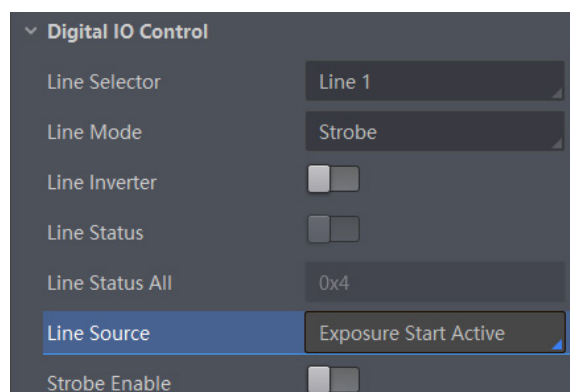 Digital IO Control
Line Selector Line 1
Line Mode Strobe
Line Inverter
Line Status
Line Status All 0x4
Line Source Exposure Start Active
Strobe Enable